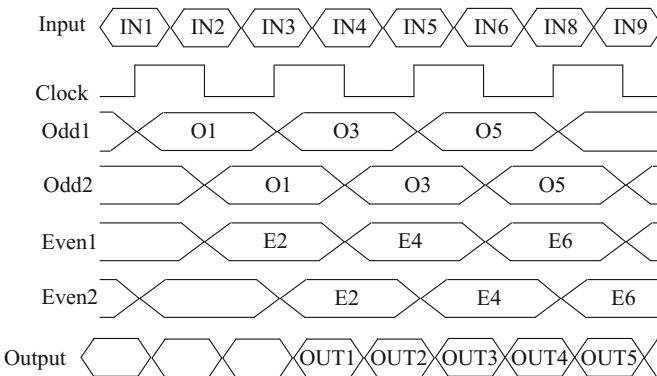 Input IN1 IN2 IN3 IN4 IN5 IN6 IN8 IN9
Clock
Odd1 O1 O3 O5
Odd2 O1 O3 O5
Even1 E2 E4 E6
Even2 E2 E4 E6
Output OUT1 OUT2 OUT3 OUT4 OUT5